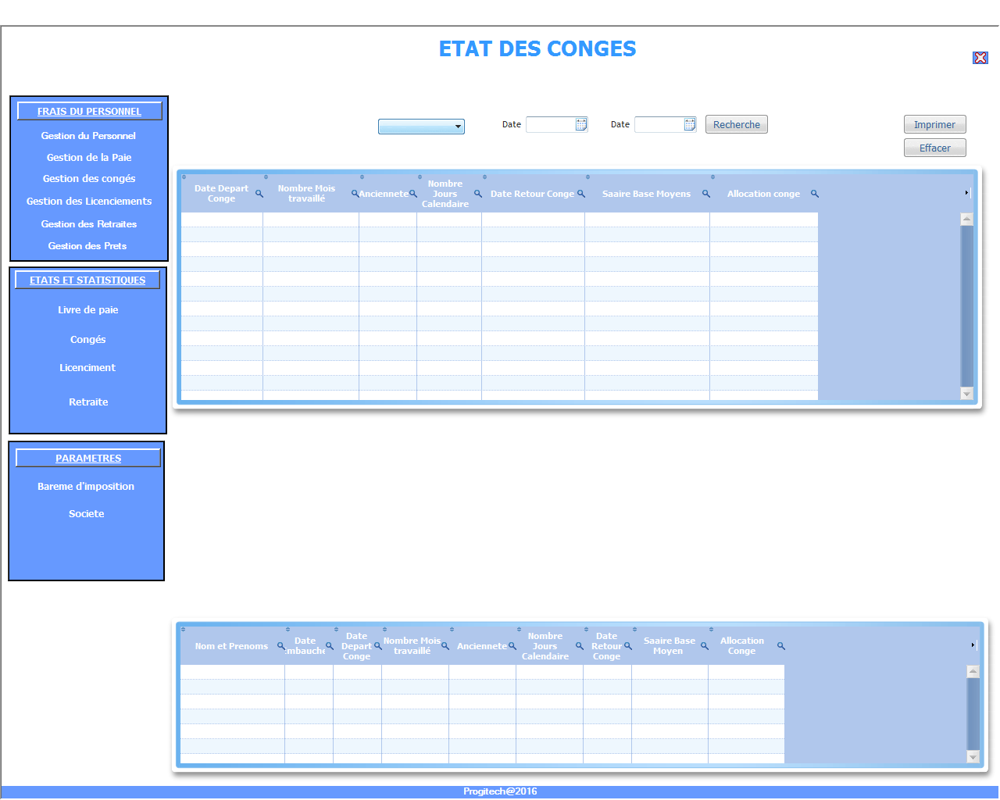 ETAT DES CONGES
FRAIS DU PERSONNEL
Gestion du Personnel
Gestion de la Paie
Gestion des congés
Gestion des Licenciements
Gestion des Retraites
Gestion des Prets
ETATS ET STATISTIQUES
Livre de paie
Congés
Licenciment
Retraite
PARAMETRES
Bareme d'imposition
Societe
Date
Date
Recherche
Imprimer
Effacer
Date Depart
Conge
Nombre Mois
travaillé
Anciennete
Nombre
Jours
Calendaire
Date Retour Conge
Saaire Base Moyens
Allocation conge
Nom et Prenoms
Date
mbauche
Date
Depart
Conge
Nombre Mois
travaillé
Anciennete
Nombre
Jours
Calendaire
Date
Retour
Conge
Saaire Base
Moyen
Allocation
Conge
Progitech@2016